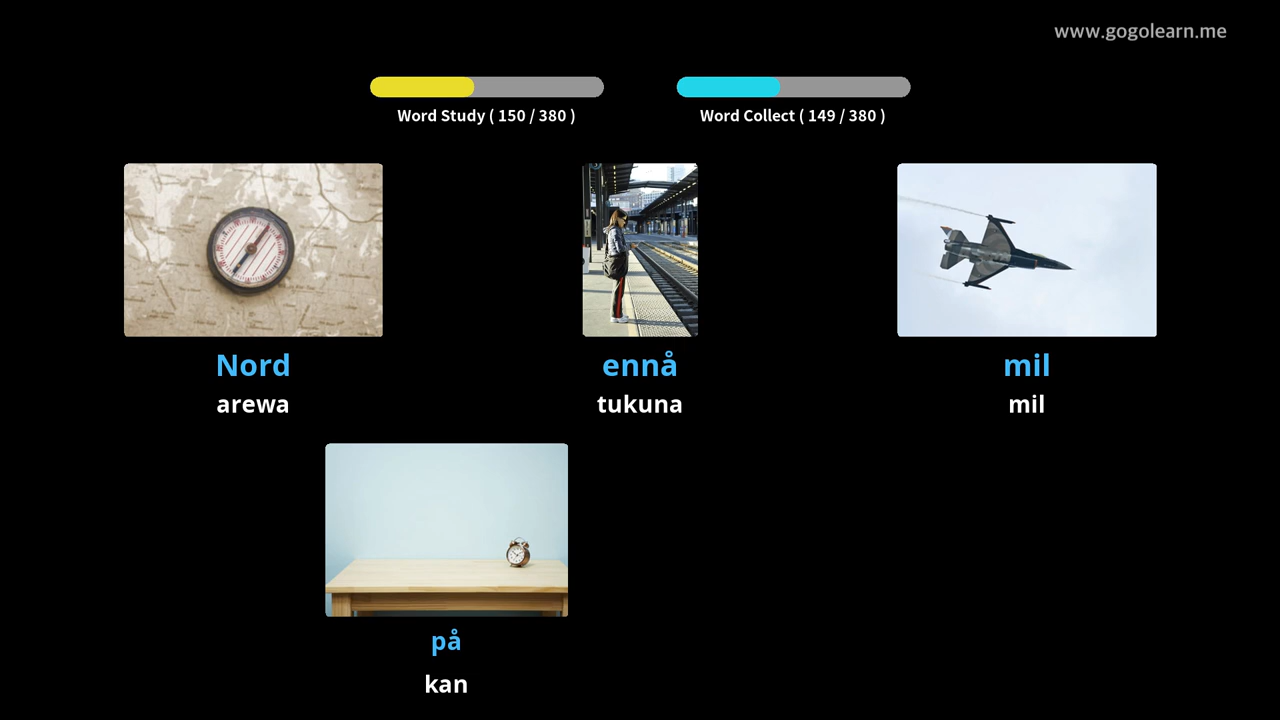 www.gogolearn.me
Word Study ( 150 / 380 )
Word Collect ( 149 / 380 )
Nord
arewa
ennå
tukuna
mil
mil
på
kan